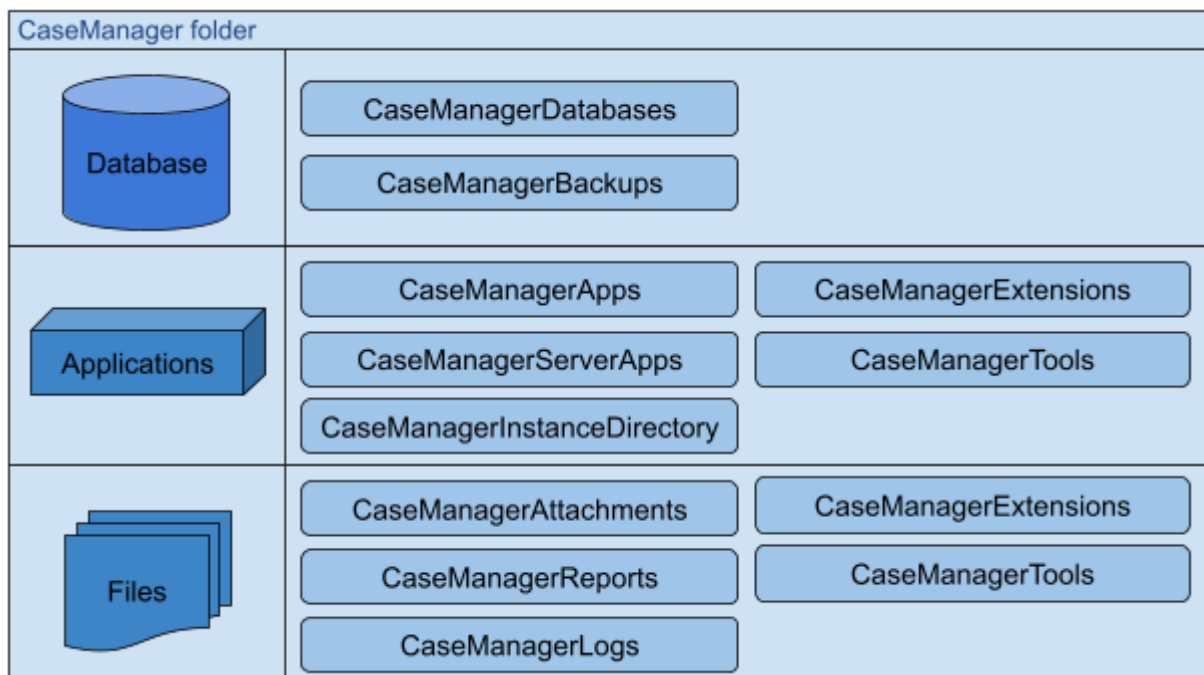 CaseManager folder
Database
CaseManagerDatabases
CaseManagerBackups
Applications
CaseManagerApps
CaseManagerExtensions
CaseManagerServerApps
CaseManagerTools
CaseManagerInstanceDirectory
Files
CaseManagerAttachments
CaseManagerExtensions
CaseManagerReports
CaseManagerTools
CaseManagerLogs